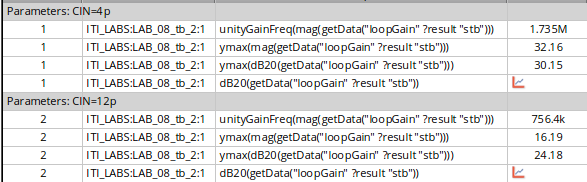 Parameters: CIN=4p
1 ITI_LABS:LAB_08_tb_2:1 unityGainFreq(mag(getData("loopGain" ?result "stb"))) 1.735M
1 ITI_LABS:LAB_08_tb_2:1 ymax(mag(getData("loopGain" ?result "stb"))) 32.16
1 ITI_LABS:LAB_08_tb_2:1 ymax(dB20(getData("loopGain" ?result "stb"))) 30.15
1 ITI_LABS:LAB_08_tb_2:1 dB20(getData("loopGain" ?result "stb"))
Parameters: CIN=12p
2 ITI_LABS:LAB_08_tb_2:1 unityGainFreq(mag(getData("loopGain" ?result "stb"))) 756.4k
2 ITI_LABS:LAB_08_tb_2:1 ymax(mag(getData("loopGain" ?result "stb"))) 16.19
2 ITI_LABS:LAB_08_tb_2:1 ymax(dB20(getData("loopGain" ?result "stb"))) 24.18
2 ITI_LABS:LAB_08_tb_2:1 dB20(getData("loopGain" ?result "stb"))